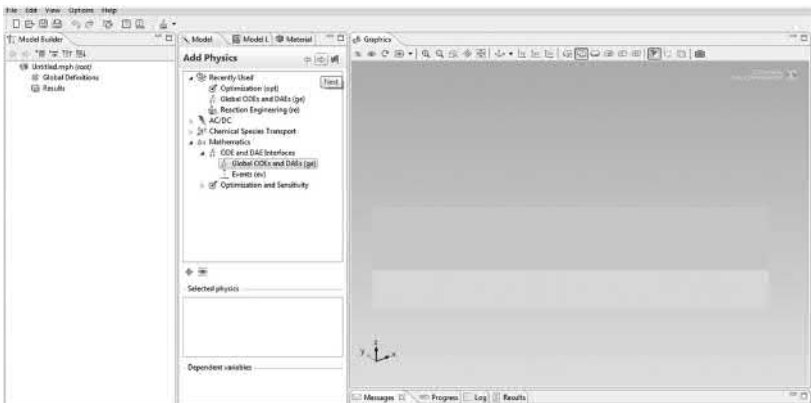 File Edit View Options Help
Model Builder
Untitled.mph (root)
Global Definitions
Results
Model
Model L
Material
Add Physics
Next
Recently Used
Optimization (opt)
Global ODEs and DAEs (ge)
Reaction Engineering (re)
AC/DC
Chemical Species Transport
Mathematics
ODE and DAE Interfaces
Global ODEs and DAEs (ge)
Events (ev)
Optimization and Sensitivity
Selected physics
Dependent variables
Graphics
z
y
x
Messages
Progress
Log
Results